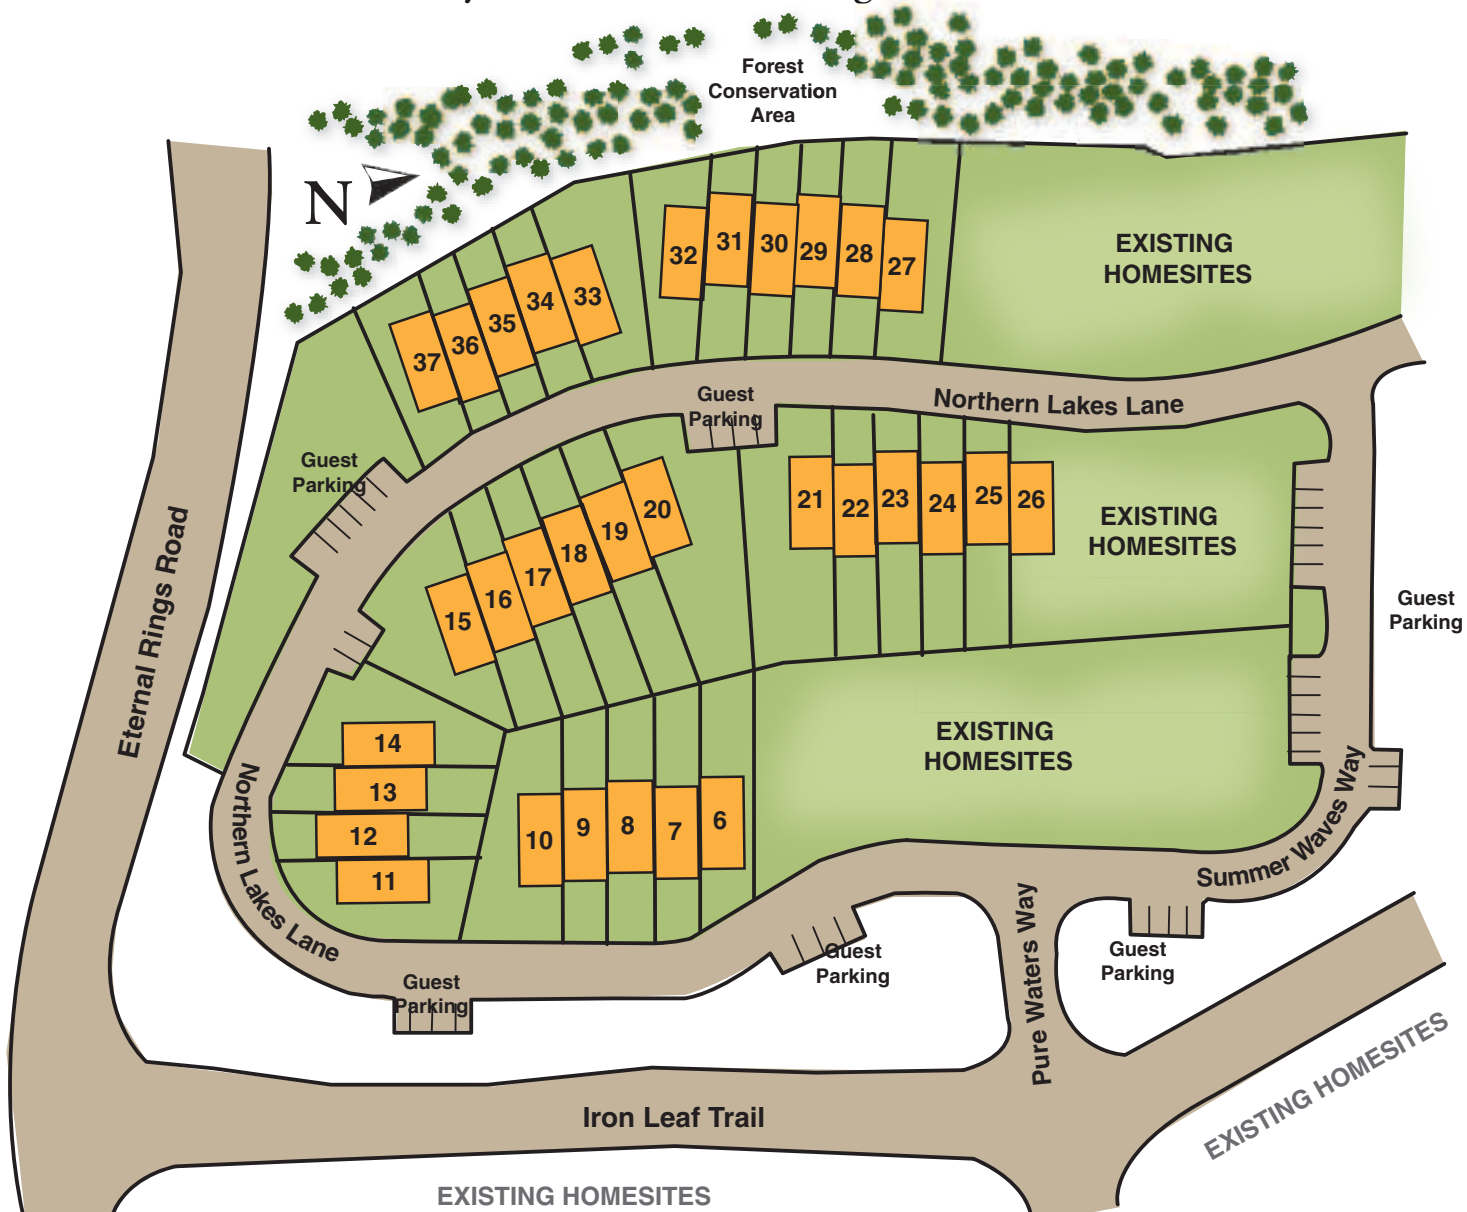 Forest
Conservation
Area
N
32
31
30
29
28
27
EXISTING
HOMESITES
37
36
35
34
33
Guest
Parking
Northern Lakes Lane
Guest
Parking
21
22
23
24
25
26
EXISTING
HOMESITES
Guest
Parking
15
16
17
18
19
20
Eternal Rings Road
EXISTING
HOMESITES
14
13
12
11
10
9
8
7
6
Northern Lakes Lane
Summer Waves Way
Guest
Parking
Guest
Parking
Guest
Parking
Pure Waters Way
Iron Leaf Trail
EXISTING HOMESITES
EXISTING HOMESITES